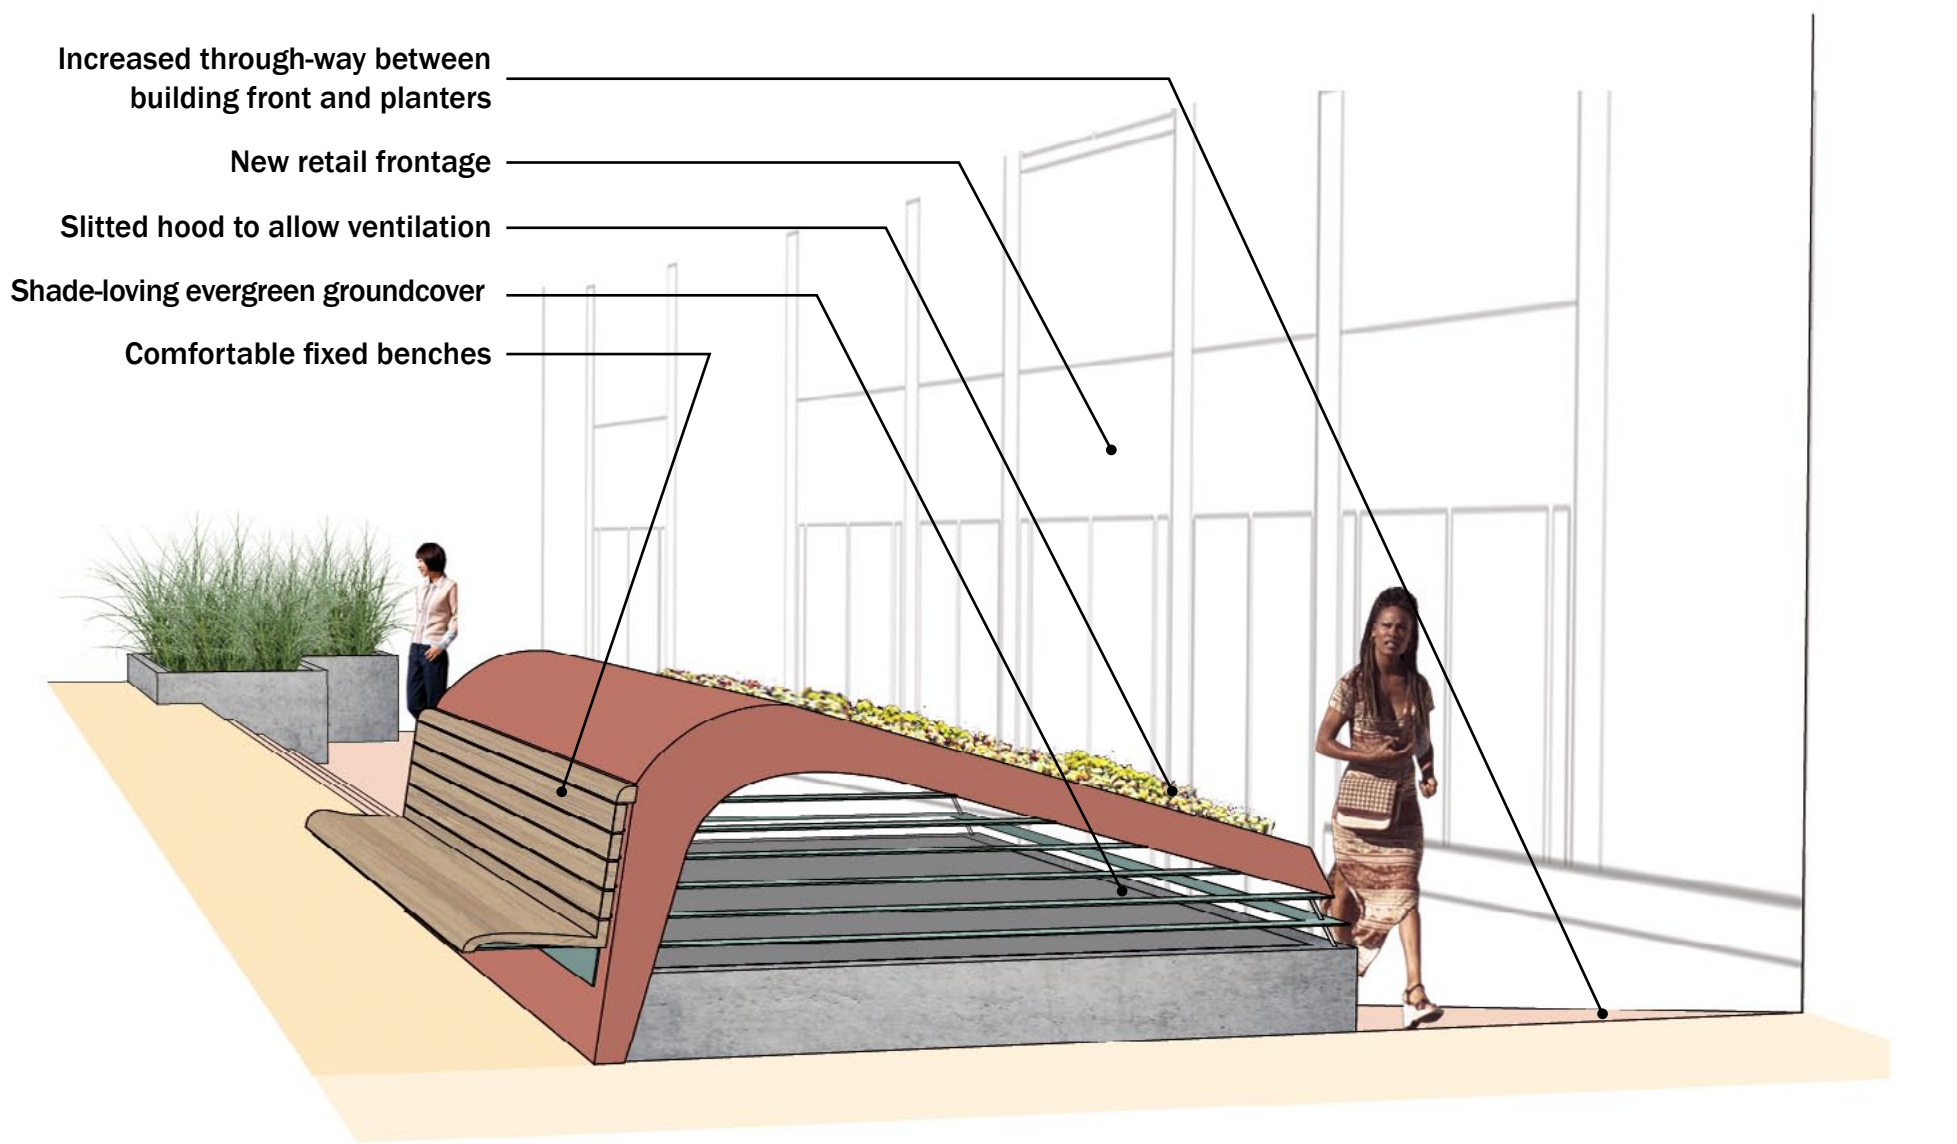 Increased through-way between
building front and planters
New retail frontage
Slitted hood to allow ventilation
Shade-loving evergreen groundcover
Comfortable fixed benches